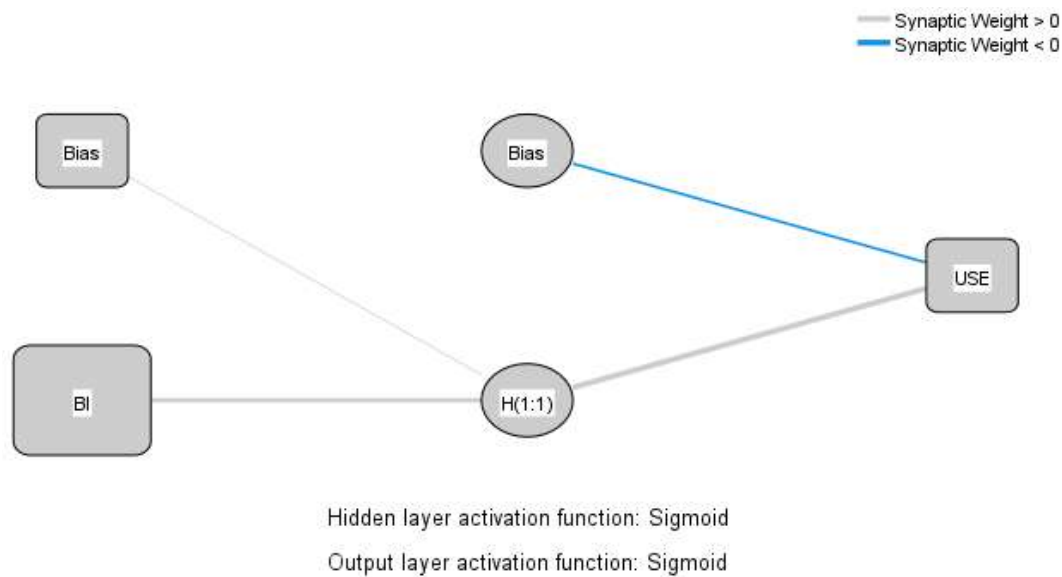 Synaptic Weight > 0
Synaptic Weight < 0
Bias
Bias
USE
BI
H(1:1)
Hidden layer activation function: Sigmoid
Output layer activation function: Sigmoid